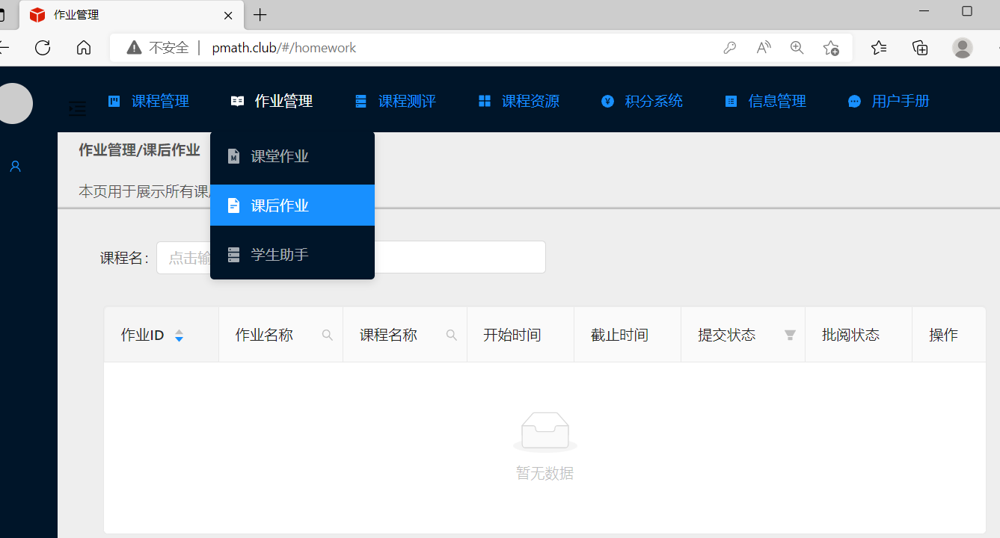 作业管理
不安全 pmath.club/#/homework
课程管理 作业管理 课程测评 课程资源 积分系统 信息管理 用户手册
作业管理/课后作业
课堂作业
本页用于展示所有课
课后作业
学生助手
课程名： 点击输
作业ID 作业名称 课程名称 开始时间 截止时间 提交状态 批阅状态 操作
暂无数据